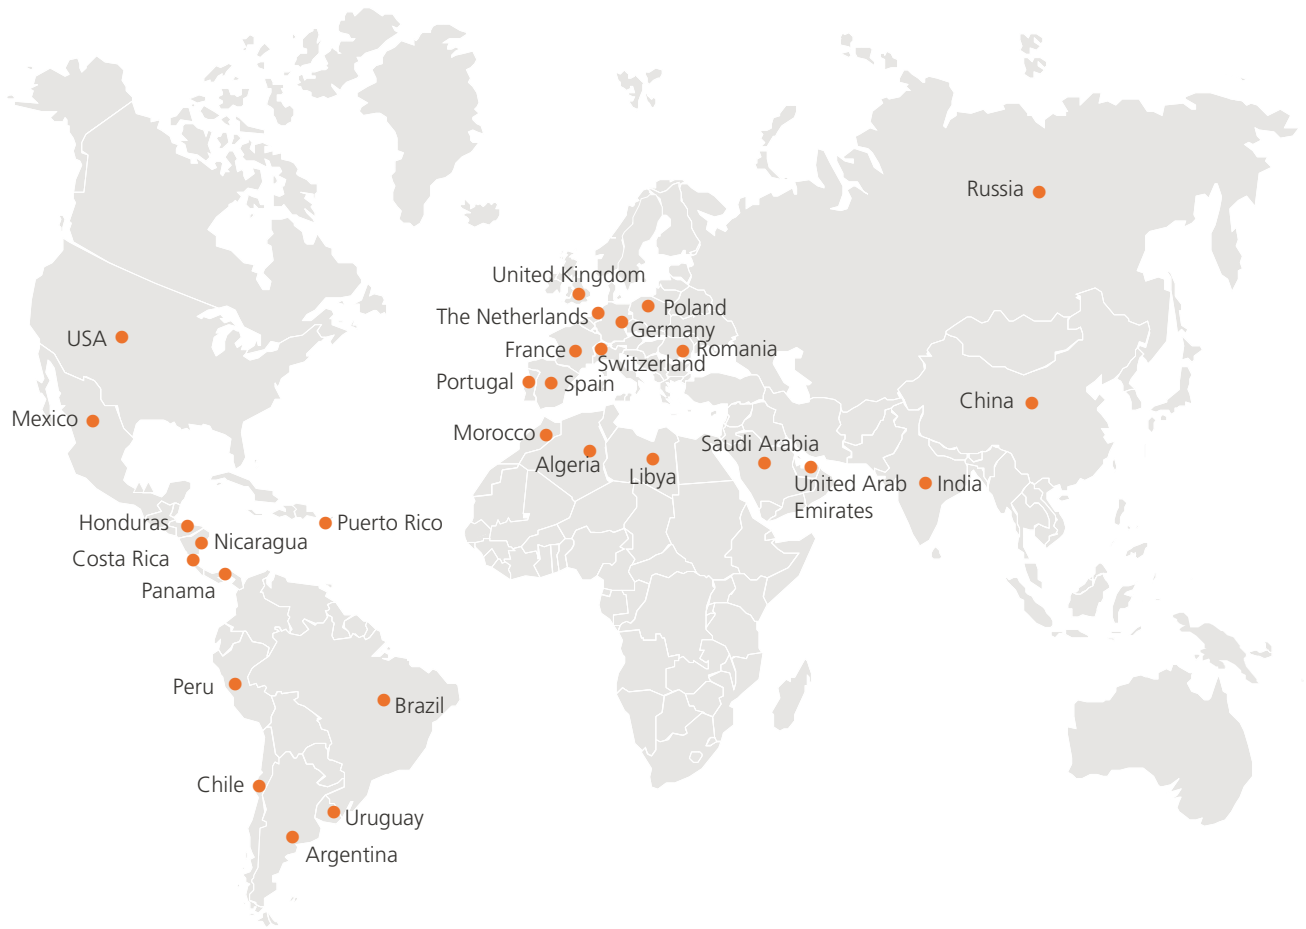 Russia
United Kingdom
The Netherlands
Poland
Germany
USA
France
Switzerland
Romania
Portugal
Spain
China
Mexico
Morocco
Algeria
Libya
Saudi Arabia
United Arab
Emirates
India
Honduras
Puerto Rico
Nicaragua
Costa Rica
Panama
Peru
Brazil
Chile
Uruguay
Argentina